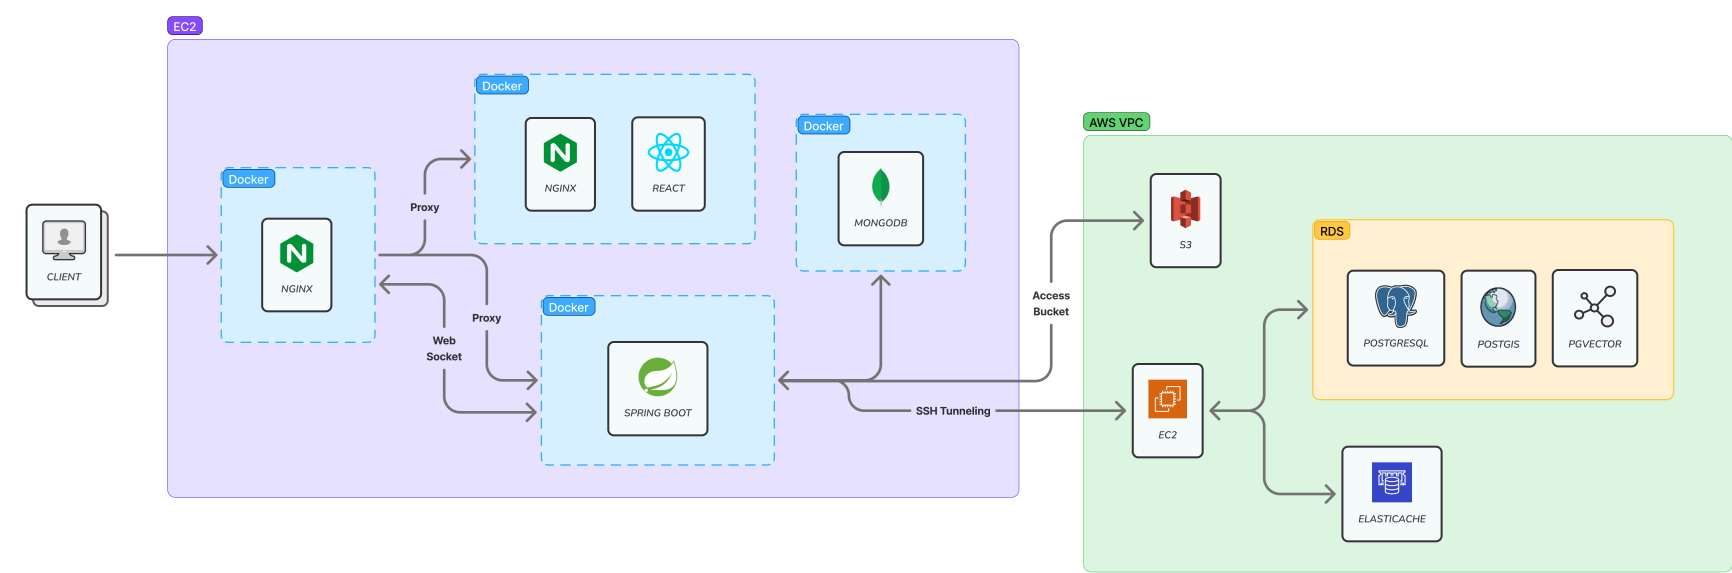 EC2
Docker
NGINX
REACT
Docker
MONGODB
Docker
NGINX
CLIENT
Proxy
Proxy
Web
Socket
Docker
SPRING BOOT
Access
Bucket
SSH Tunneling
AWS VPC
S3
EC2
RDS
POSTGRESQL
POSTGIS
PGVECTOR
ELASTICACHE